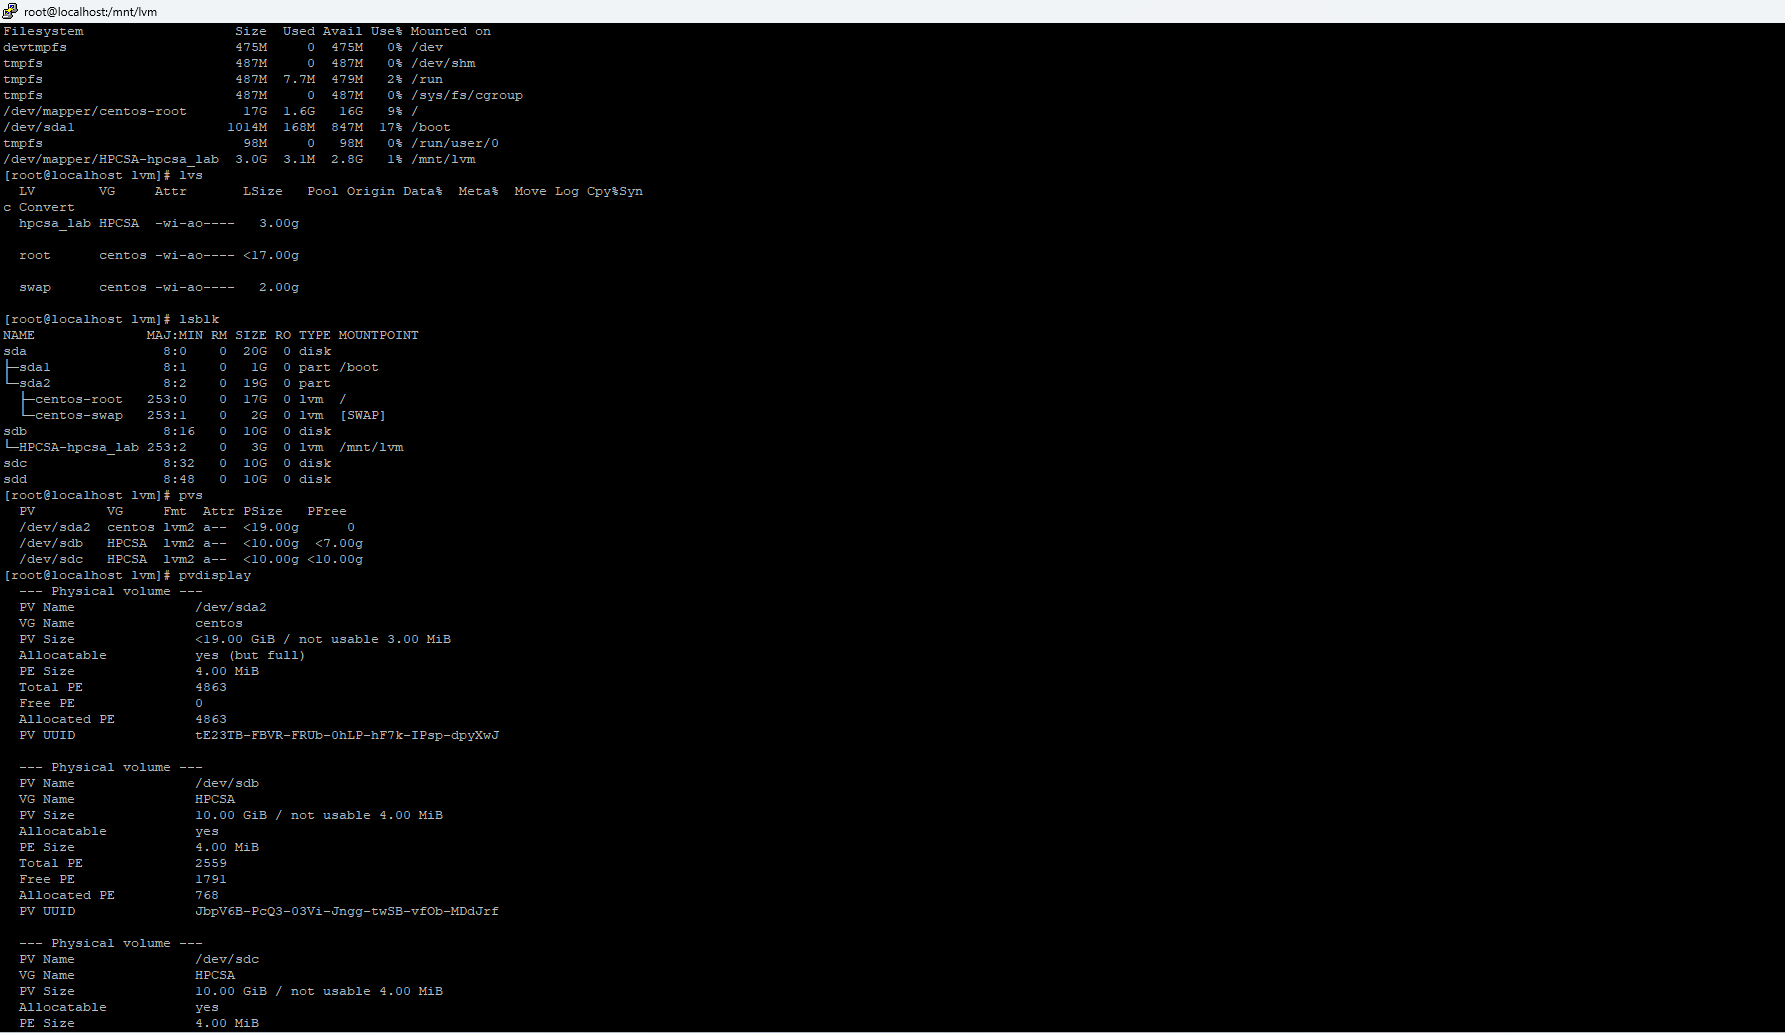 root@localhost:/mnt/lvm
Filesystem                   Size  Used Avail Use% Mounted on
devtmpfs                     475M     0  475M   0% /dev
tmpfs                        487M     0  487M   0% /dev/shm
tmpfs                        487M  7.7M  479M   2% /run
tmpfs                        487M     0  487M   0% /sys/fs/cgroup
/dev/mapper/centos-root       17G  1.6G   16G   9% /
/dev/sda1                   1014M  168M  847M  17% /boot
tmpfs                         98M     0   98M   0% /run/user/0
/dev/mapper/HPCSA-hpcsa_lab  3.0G  3.1M  2.8G   1% /mnt/lvm
[root@localhost lvm]# lvs
  LV        VG     Attr       LSize   Pool Origin Data%  Meta%  Move Log Cpy%Syn
c Convert
  hpcsa_lab HPCSA  -wi-ao----   3.00g
  root      centos -wi-ao---- <17.00g
  swap      centos -wi-ao----   2.00g
[root@localhost lvm]# lsblk
NAME              MAJ:MIN RM SIZE RO TYPE MOUNTPOINT
sda                 8:0    0  20G  0 disk
├─sda1              8:1    0   1G  0 part /boot
└─sda2              8:2    0  19G  0 part
  ├─centos-root   253:0    0  17G  0 lvm  /
  └─centos-swap   253:1    0   2G  0 lvm  [SWAP]
sdb                 8:16   0  10G  0 disk
└─HPCSA-hpcsa_lab 253:2    0   3G  0 lvm  /mnt/lvm
sdc                 8:32   0  10G  0 disk
sdd                 8:48   0  10G  0 disk
[root@localhost lvm]# pvs
  PV         VG     Fmt  Attr PSize   PFree
  /dev/sda2  centos lvm2 a--  <19.00g      0
  /dev/sdb   HPCSA  lvm2 a--  <10.00g  <7.00g
  /dev/sdc   HPCSA  lvm2 a--  <10.00g <10.00g
[root@localhost lvm]# pvdisplay
  --- Physical volume ---
  PV Name               /dev/sda2
  VG Name               centos
  PV Size               <19.00 GiB / not usable 3.00 MiB
  Allocatable           yes (but full)
  PE Size               4.00 MiB
  Total PE              4863
  Free PE               0
  Allocated PE          4863
  PV UUID               tE23TB-FBVR-FRUb-0hLP-hF7k-IPsp-dpyXwJ
  --- Physical volume ---
  PV Name               /dev/sdb
  VG Name               HPCSA
  PV Size               10.00 GiB / not usable 4.00 MiB
  Allocatable           yes
  PE Size               4.00 MiB
  Total PE              2559
  Free PE               1791
  Allocated PE          768
  PV UUID               JbpV6B-PcQ3-03Vi-Jngg-twSB-vfOb-MDdJrf
  --- Physical volume ---
  PV Name               /dev/sdc
  VG Name               HPCSA
  PV Size               10.00 GiB / not usable 4.00 MiB
  Allocatable           yes
  PE Size               4.00 MiB